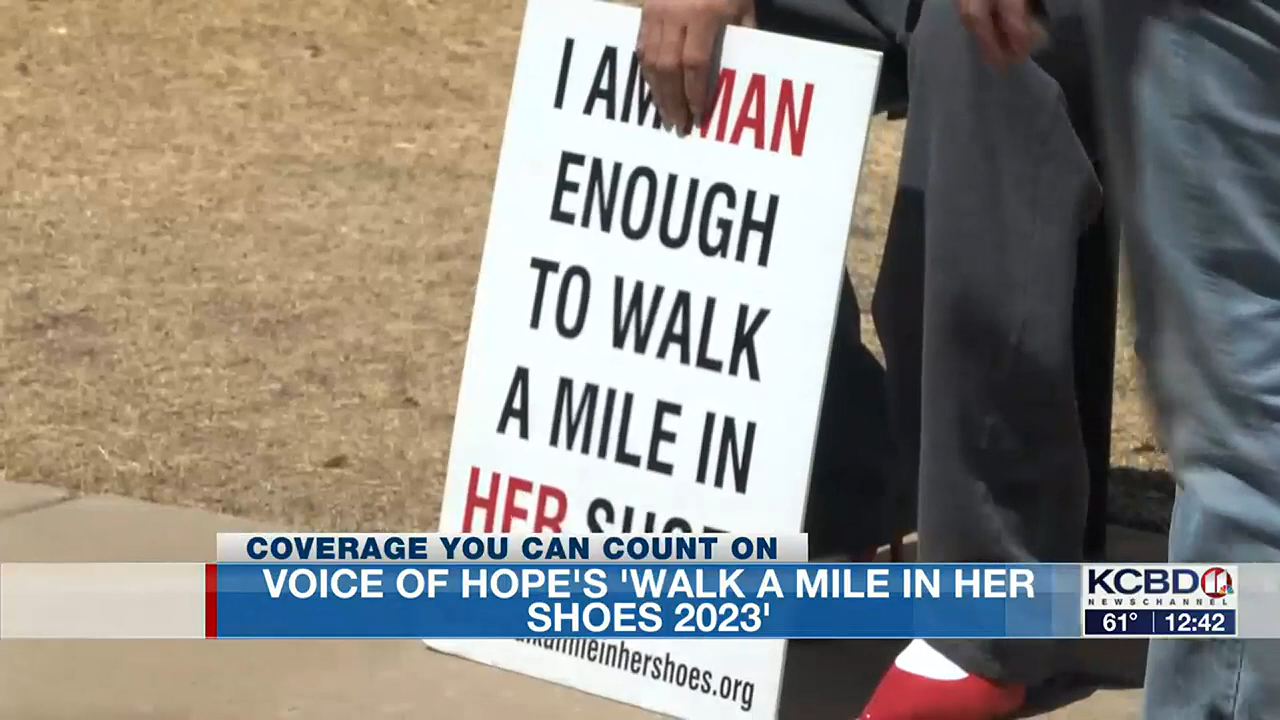 I AM MAN
ENOUGH
TO WALK
A MILE IN
HER
COVERAGE YOU CAN COUNT ON
VOICE OF HOPE'S 'WALK A MILE IN HER
SHOES 2023'
KCBD 11
NEWSCHANNEL
61° 12:42